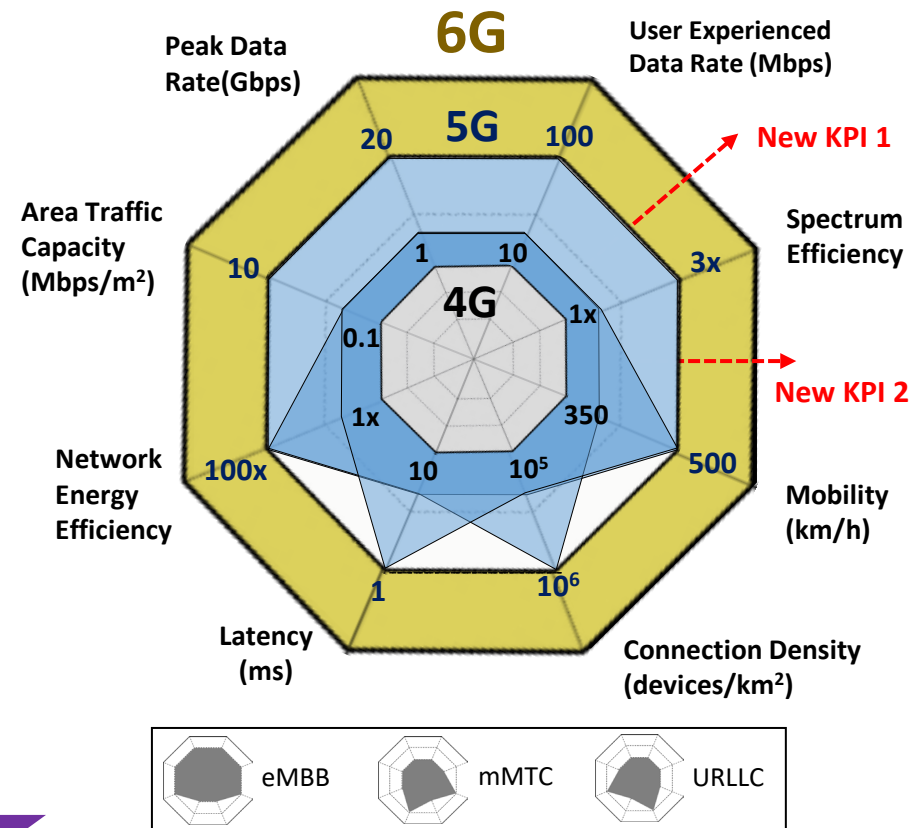 6G
Peak Data
Rate(Gbps)
User Experienced
Data Rate (Mbps)
20
5G
100
New KPI 1
Area Traffic
Capacity
(Mbps/m²)
Spectrum
Efficiency
10
3x
1
10
4G
0.1
1x
1x
350
New KPI 2
10
10⁵
Network
Energy
Efficiency
100x
500
Mobility
(km/h)
1
10⁶
Latency
(ms)
Connection Density
(devices/km²)
eMBB
mMTC
URLLC